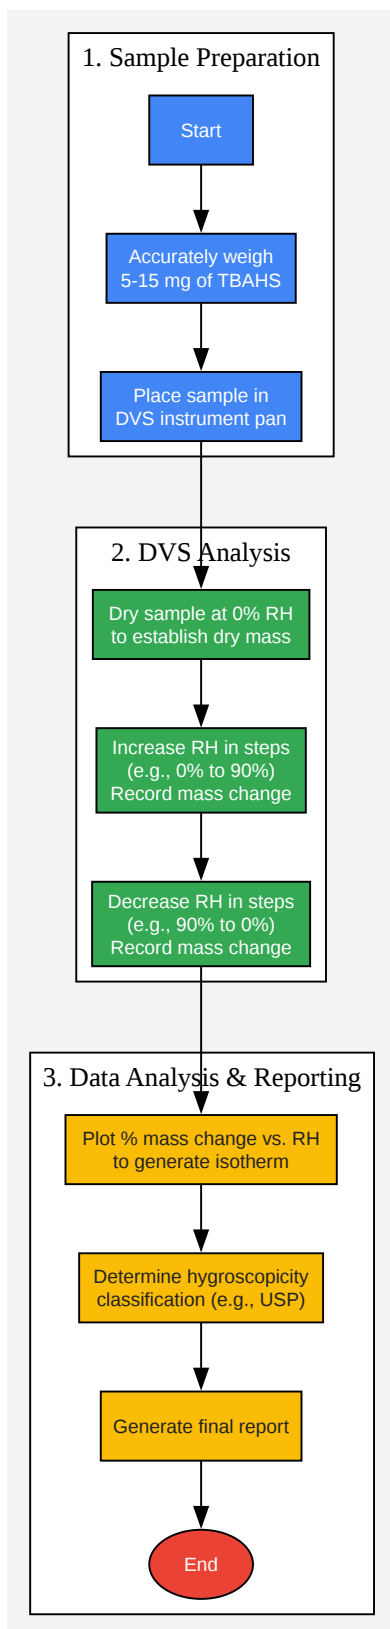 1. Sample Preparation
Start
Accurately weigh
5-15 mg of TBAHS
Place sample in
DVS instrument pan
2. DVS Analysis
Dry sample at 0% RH
to establish dry mass
Increase RH in steps
(e.g., 0% to 90%)
Record mass change
Decrease RH in steps
(e.g., 90% to 0%)
Record mass change
3. Data Analysis & Reporting
Plot % mass change vs. RH
to generate isotherm
Determine hygroscopicity
classification (e.g., USP)
Generate final report
End